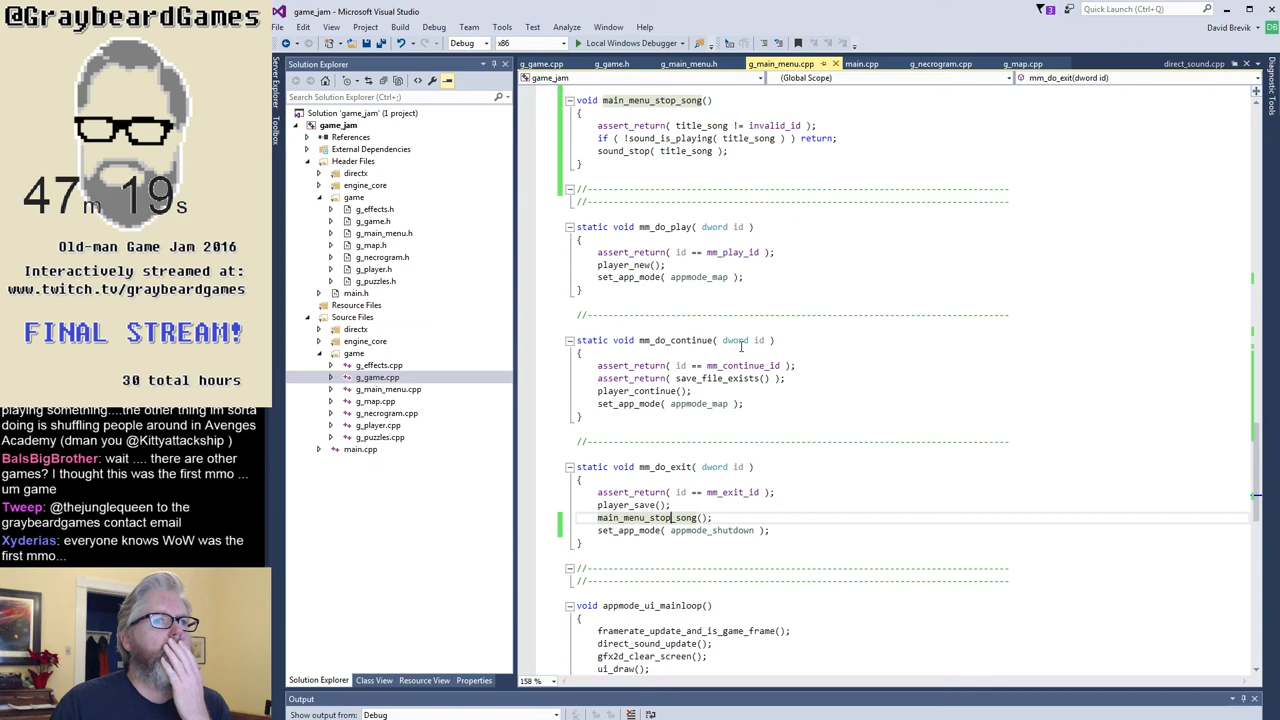 @GraybeardGames
47m 19s
Old-man Game Jam 2016
Interactively streamed at:
www.twitch.tv/graybeardgames
FINAL STREAM!
30 total hours
playing something....the other thing im sorta
doing is shuffling people around in Avenges
Academy (dman you @Kittyattackship )
BalsBigBrother: wait .... there are other
games? I thought this was the first mmo ...
um game
Tweep: @thejunglequeen to the
graybeardgames contact email
Xyderias: everyone knows WoW was the
first mmo...
game_jam - Microsoft Visual Studio
3
Quick Launch (Ctrl+;)
File Edit View Project Build Debug Team Tools Test Analyze Window Help
David Brevik DB
Debug x86 Local Windows Debugger
Server Explorer
Toolbox
Solution Explorer
Search Solution Explorer (Ctrl+;)
Solution 'game_jam' (1 project)
game_jam
References
External Dependencies
Header Files
directx
engine_core
game
g_effects.h
g_game.h
g_main_menu.h
g_map.h
g_necrogram.h
g_player.h
g_puzzles.h
main.h
Resource Files
Source Files
directx
engine_core
game
g_effects.cpp
g_game.cpp
g_main_menu.cpp
g_map.cpp
g_necrogram.cpp
g_player.cpp
g_puzzles.cpp
main.cpp
Solution Explorer Class View Resource View Properties
g_game.cpp g_game.h g_main_menu.h g_main_menu.cpp main.cpp g_necrogram.cpp g_map.cpp direct_sound.cpp
game_jam (Global Scope) mm_do_exit(dword id)
void main_menu_stop_song()
{
assert_return( title_song != invalid_id );
if ( !sound_is_playing( title_song ) ) return;
sound_stop( title_song );
}
//--------------------------------------------------------------------------------
//--------------------------------------------------------------------------------
static void mm_do_play( dword id )
{
assert_return( id == mm_play_id );
player_new();
set_app_mode( appmode_map );
}
//--------------------------------------------------------------------------------
static void mm_do_continue( dword id )
{
assert_return( id == mm_continue_id );
assert_return( save_file_exists() );
player_continue();
set_app_mode( appmode_map );
}
//--------------------------------------------------------------------------------
static void mm_do_exit( dword id )
{
assert_return( id == mm_exit_id );
player_save();
main_menu_stop_song();
set_app_mode( appmode_shutdown );
}
//--------------------------------------------------------------------------------
//--------------------------------------------------------------------------------
void appmode_ui_mainloop()
{
framerate_update_and_is_game_frame();
direct_sound_update();
gfx2d_clear_screen();
ui_draw();
158 %
Diagnostic Tools
Output
Show output from: Debug